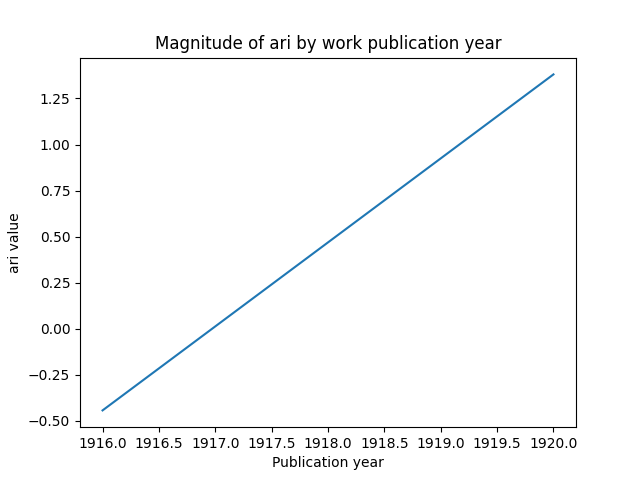 Magnitude of ari by work publication year
ari value
1.25
1.00
0.75
0.50
0.25
0.00
−0.25
−0.50
1916.0 1916.5 1917.0 1917.5 1918.0 1918.5 1919.0 1919.5 1920.0
Publication year